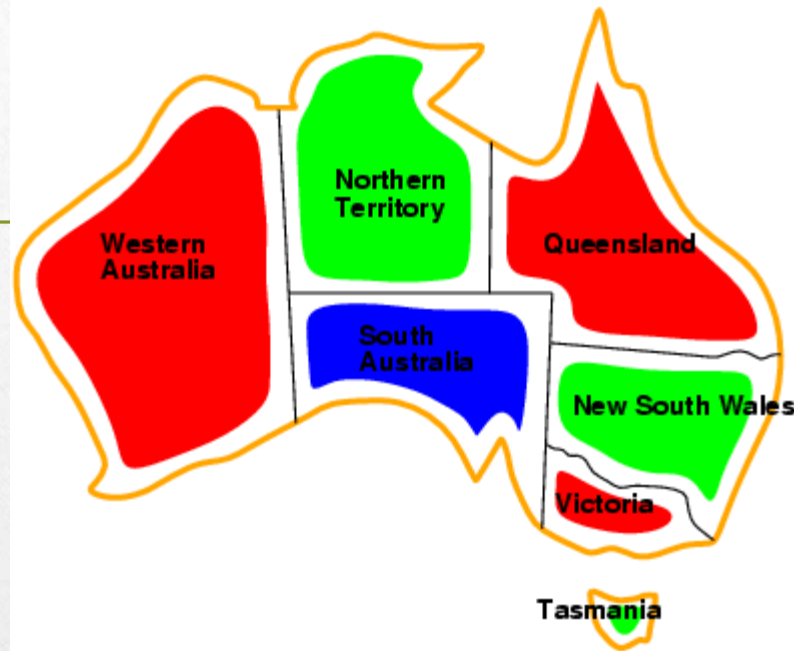 Northern
Territory
Western
Australia
Queensland
South
Australia
New South Wales
Victoria
Tasmania